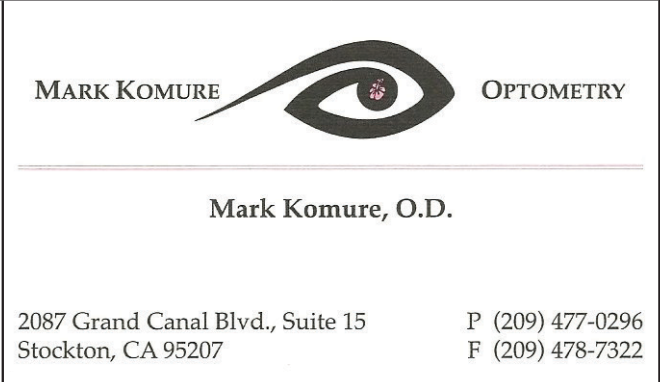 MARK KOMURE OPTOMETRY
Mark Komure, O.D.
2087 Grand Canal Blvd., Suite 15 P (209) 477-0296
Stockton, CA 95207 F (209) 478-7322